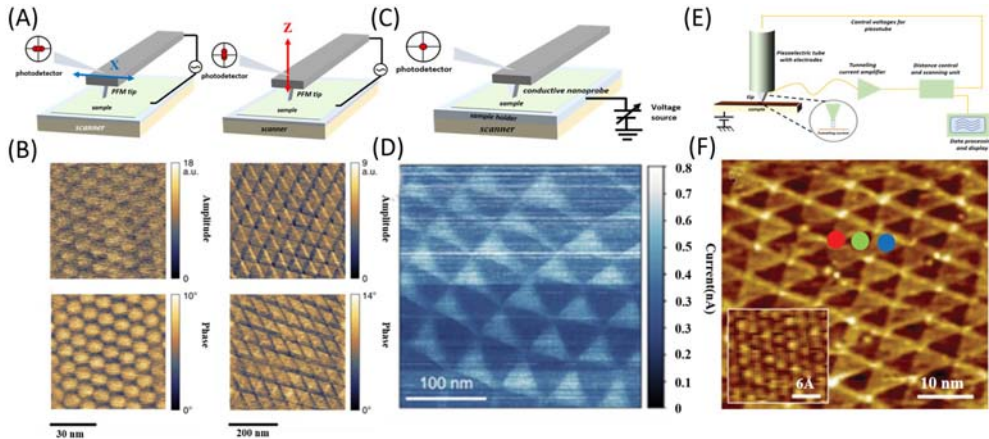 (A)
X
photodetector
PFM tip
sample
scanner
Z
photodetector
PFM tip
sample
scanner
(C)
photodetector
conductive nanoprobe
sample
sample holder
scanner
Voltage
source
(E)
Control voltages for
piezotube
Piezoelectric tube
with electrodes
Tunneling
current amplifier
Distance control
and scanning unit
tip
sample
Tunneling current
Data processing
and display
(B)
18
a.u.
Amplitude
0
9
a.u.
Amplitude
0
10°
Phase
0°
14°
Phase
0°
30 nm
200 nm
(D)
100 nm
0.8
0.7
0.6
0.5
0.4
0.3
0.2
0.1
0
Current(nA)
(F)
6Å
10 nm